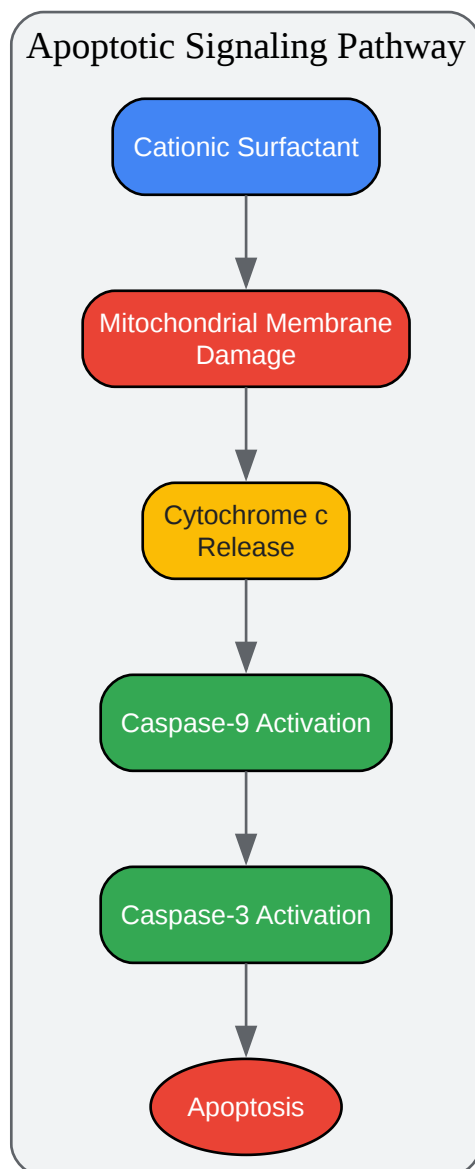 Apoptotic Signaling Pathway
Cationic Surfactant
Mitochondrial Membrane
Damage
Cytochrome c
Release
Caspase-9 Activation
Caspase-3 Activation
Apoptosis